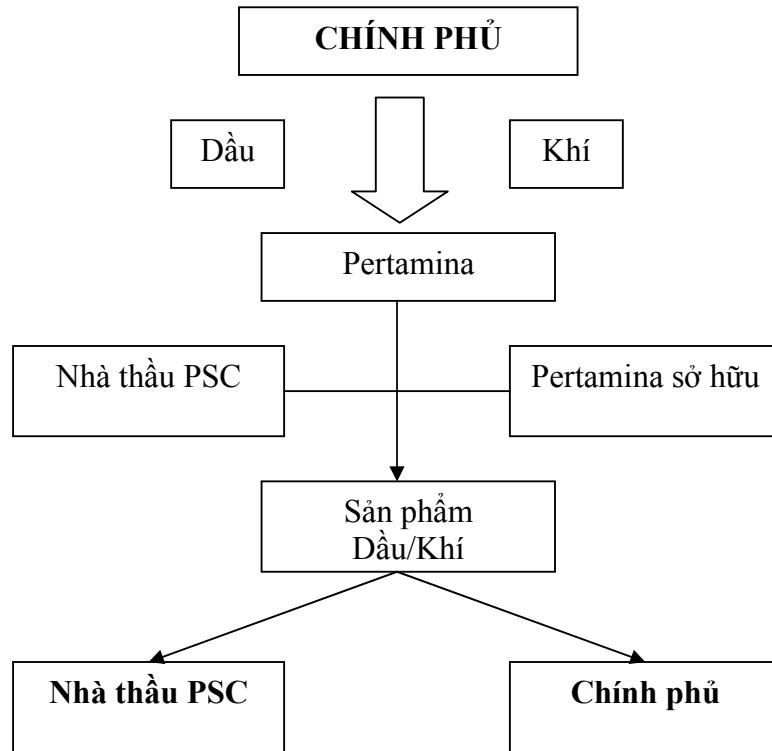 CHÍNH PHỦ
Dầu
Khí
Pertamina
Nhà thầu PSC
Pertamina sở hữu
Sản phẩm
Dầu/Khí
Nhà thầu PSC
Chính phủ